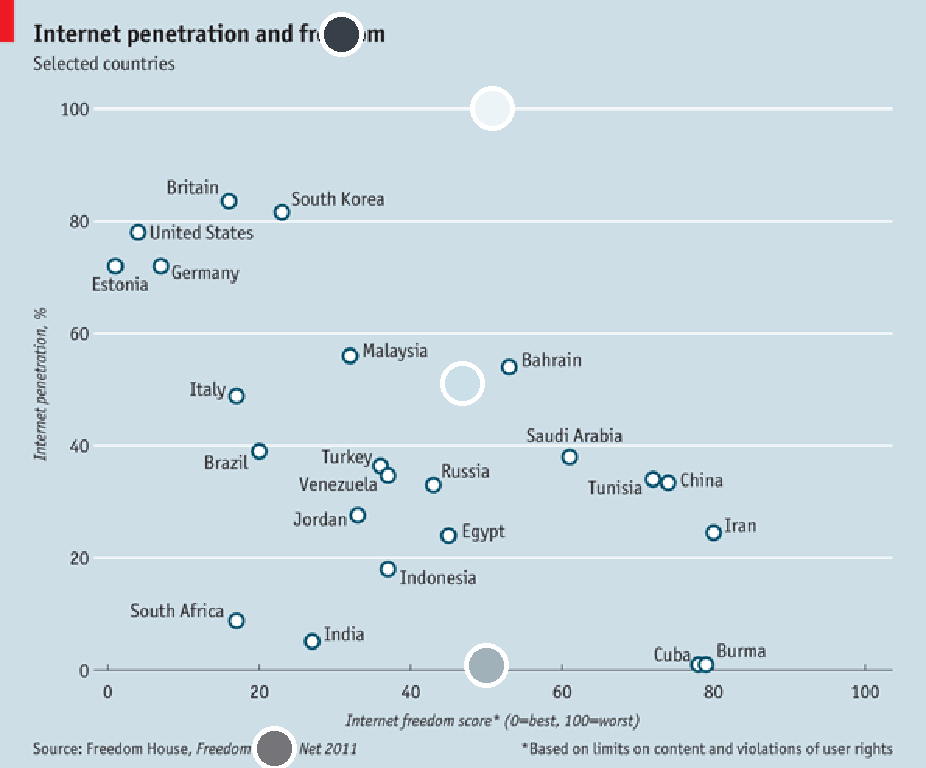 Internet penetration and
Selected countries
100
Britain
South Korea
80
United States
Germany
Estonia
60
Malaysia
Bahrain
Internet penetration, %
Italy
Saudi Arabia
40
Brazil
Turkey
Russia
Venezuela
Tunisia
China
Jordan
Egypt
Iran
20
Indonesia
South Africa
India
Cuba
Burma
0
0 20 40 60 80 100
Internet freedom score* (0=best, 100=worst)
Source: Freedom House, Freedom Net 2011
*Based on limits on content and violations of user rights